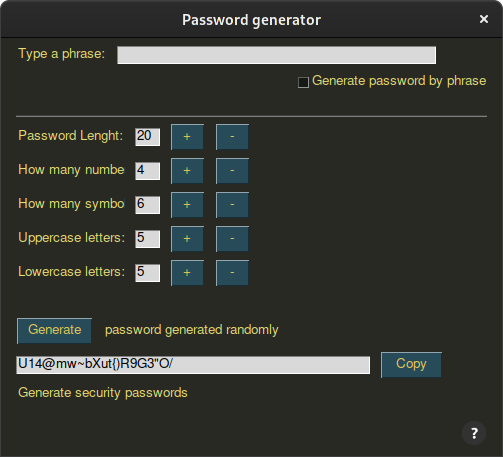 Password generator ×
Type a phrase:
Generate password by phrase
Password Lenght: 20 + -
How many numbe 4 + -
How many symbo 6 + -
Uppercase letters: 5 + -
Lowercase letters: 5 + -
Generate password generated randomly
U14@mw~bXut{)R9G3"O/ Copy
Generate security passwords
?